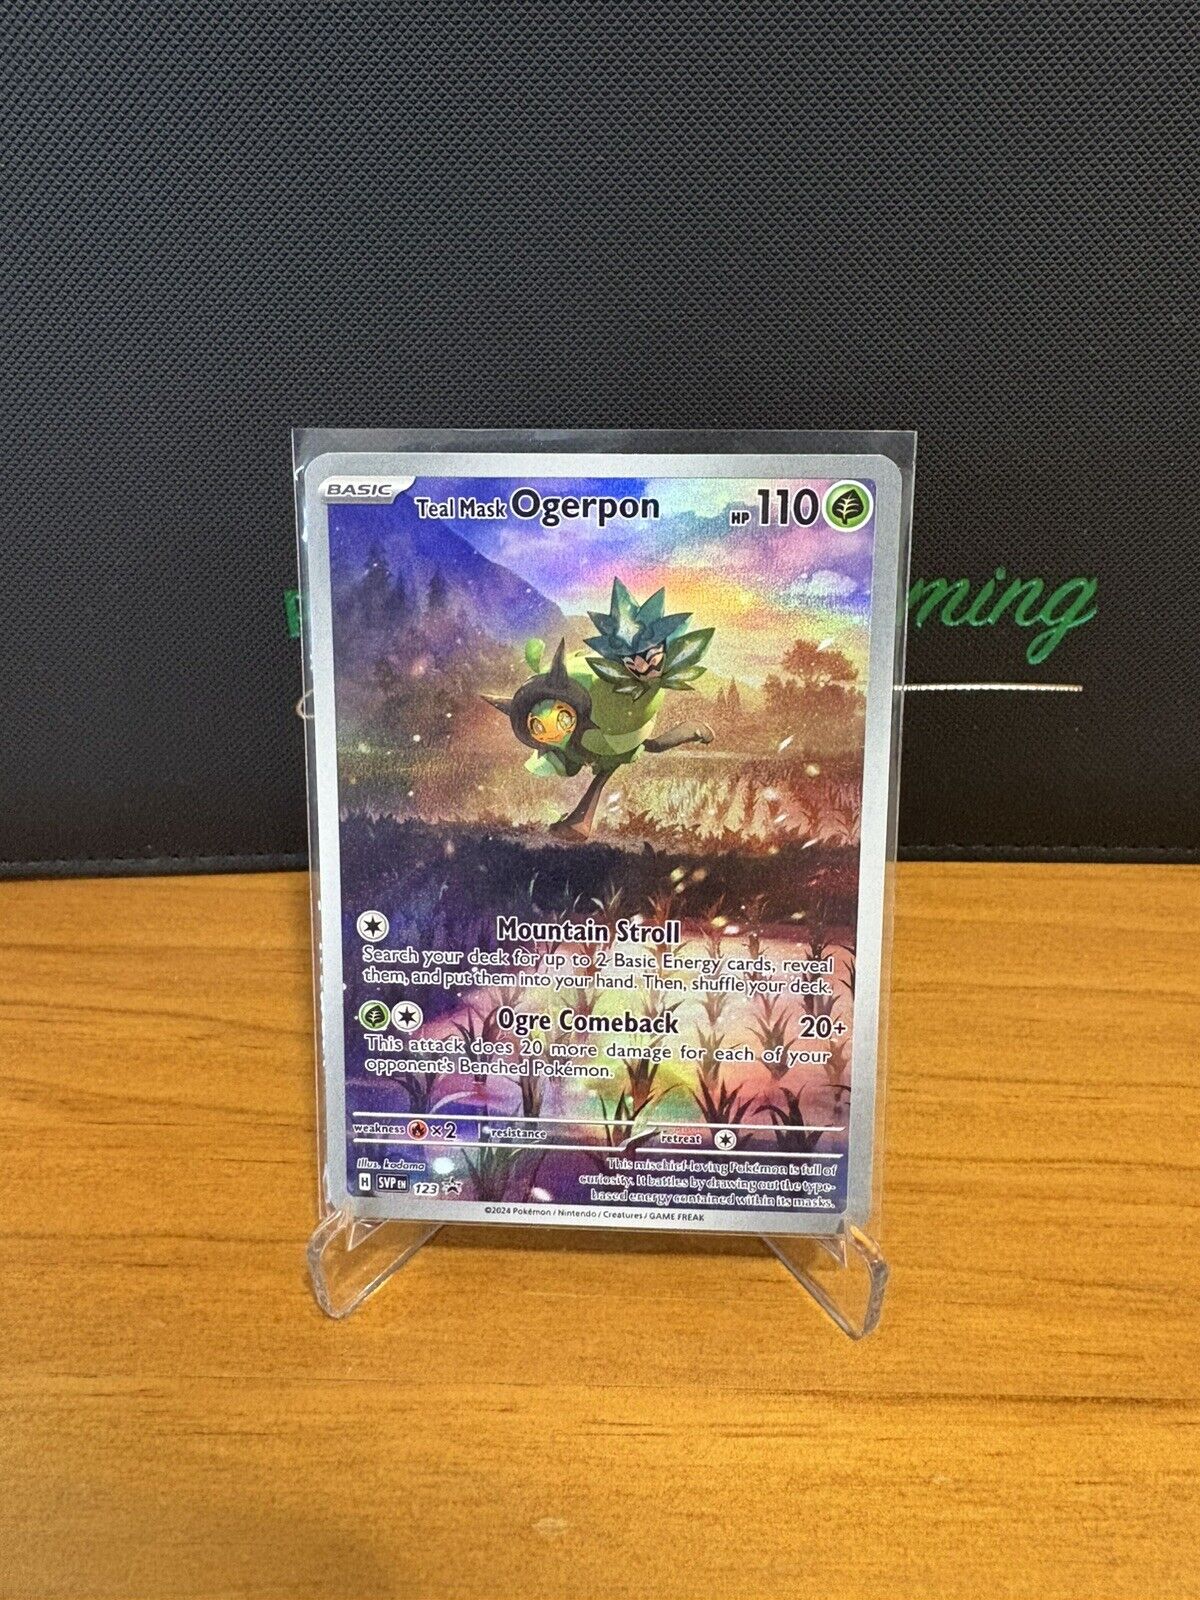 BASIC
Teal Mask Ogerpon HP 110
ming
Mountain Stroll
Search your deck for up to 2 Basic Energy cards, reveal
them, and put them into your hand. Then, shuffle your deck.
Ogre Comeback 20+
This attack does 20 more damage for each of your
opponent's Benched Pokémon.
weakness ×2 resistance retreat
Illus. kodama
H SVP EN 123
This mischief-loving Pokémon is full of
curiosity. It battles by drawing out the type-
based energy contained within its masks.
©2024 Pokémon / Nintendo / Creatures / GAME FREAK